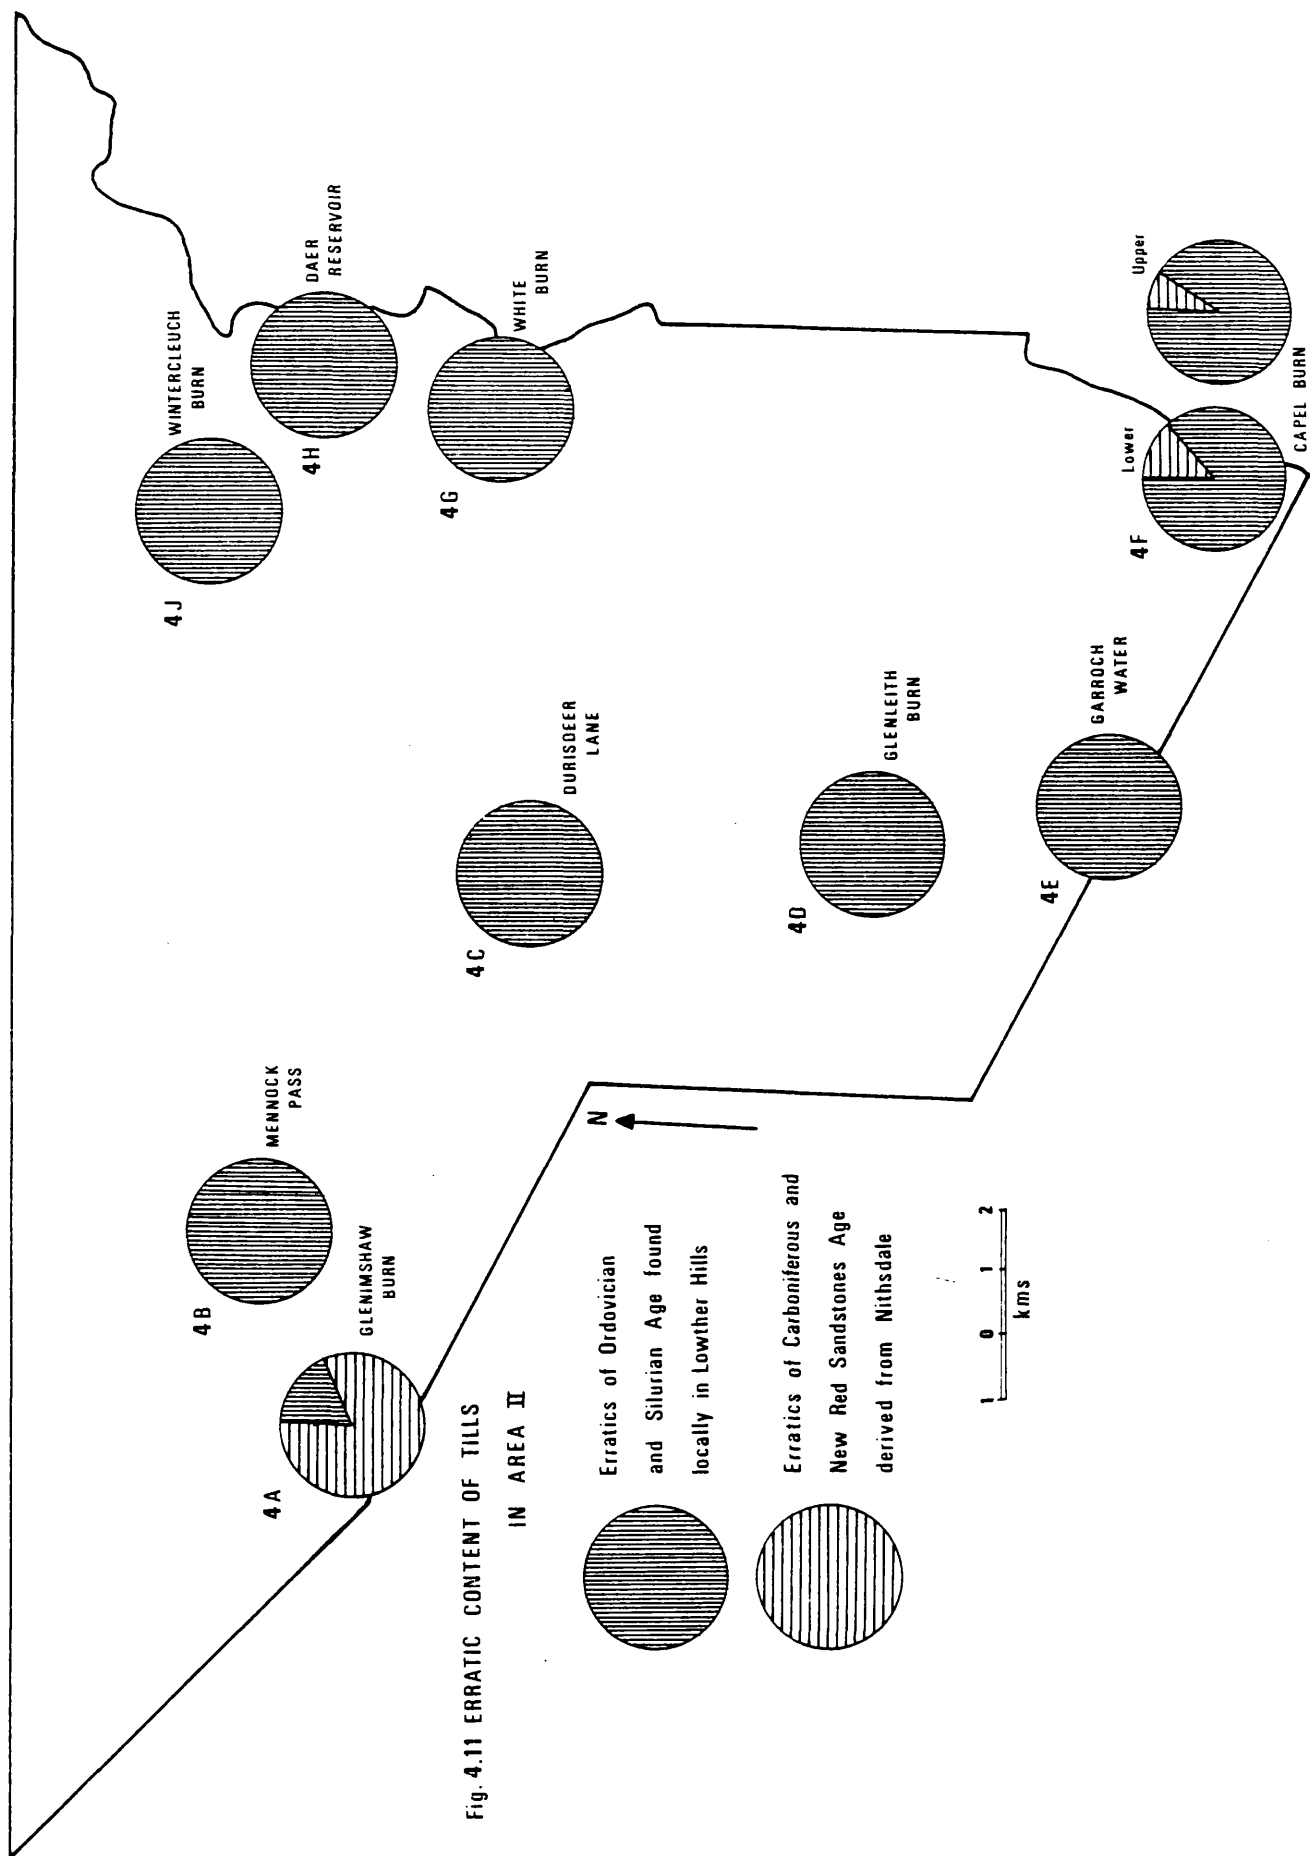 WINTERCLEUCH
BURN
4J
DAER
RESERVOIR
4H
WHITE
BURN
4G
MENNOCK
PASS
4B
GLENIMSHAW
BURN
4A
DURISDEER
LANE
4C
GLENLEITH
BURN
4D
GARROCH
WATER
4E
Lower
Upper
4F
CAPEL BURN
N
Fig. 4.11 ERRATIC CONTENT OF TILLS
IN AREA II
Erratics of Ordovician
and Silurian Age found
locally in Lowther Hills
Erratics of Carboniferous and
New Red Sandstones Age
derived from Nithsdale
1 0 1 2
kms